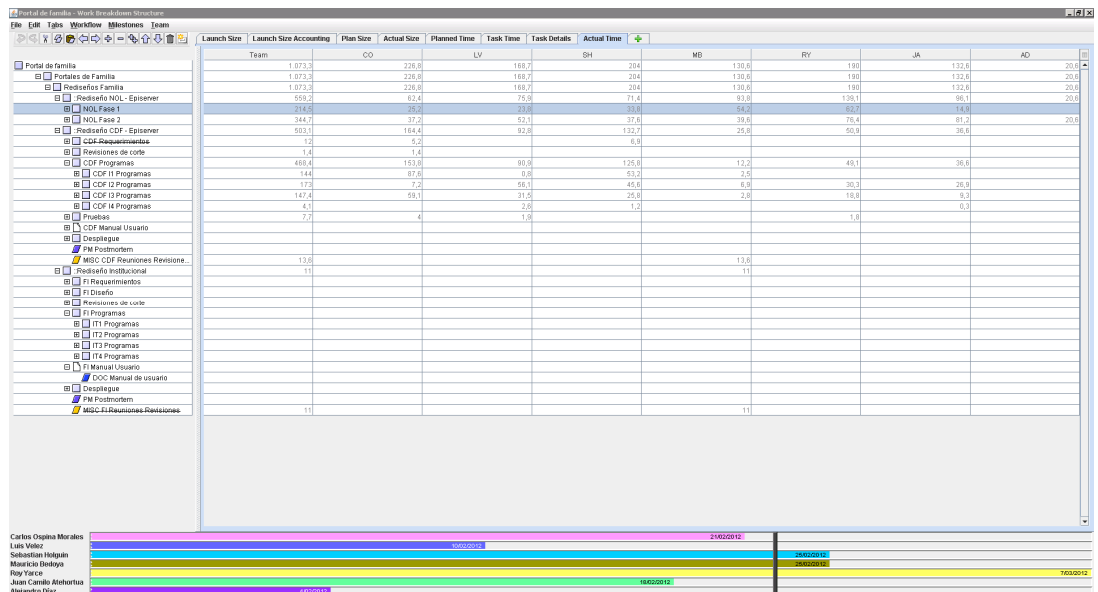 Portal de familia - Work Breakdown Structure
File Edit Tabs Workflow Milestones Team
Launch Size Launch Size Accounting Plan Size Actual Size Planned Time Task Time Task Details Actual Time
Team CO LV SH MB RY JA AD
Portal de familia 1.073,3 226,8 168,7 204 130,6 190 132,6 20,6
Portales de Familia 1.073,3 226,8 168,7 204 130,6 190 132,6 20,6
Rediseños Familia 1.073,3 226,8 168,7 204 130,6 190 132,6 20,6
::Rediseño NOL - Episerver 559,2 62,4 75,9 71,4 93,8 139,1 96,1 20,6
NOL Fase 1 214,5 25,2 23,8 33,8 54,2 62,7 14,9
NOL Fase 2 344,7 37,2 52,1 37,6 39,6 76,4 81,2 20,6
::Rediseño CDF - Episerver 503,1 164,4 92,8 132,7 25,8 50,9 36,6
CDF Requerimientos 12 5,2 6,9
Revisiones de corte 1,4 1,4
CDF Programas 468,4 153,8 90,9 125,8 12,2 49,1 36,6
CDF I1 Programas 144 87,6 0,8 53,2 2,5
CDF I2 Programas 173 7,2 56,1 45,6 6,9 30,3 26,9
CDF I3 Programas 147,4 59,1 31,5 25,8 2,8 18,8 9,3
CDF I4 Programas 4,1 2,6 1,2 0,3
Pruebas 7,7 4 1,9 1,8
CDF Manual Usuario
Despliegue
PM Postmortem
MISC CDF Reuniones Revisione... 13,6 13,6
::Rediseño Institucional 11 11
FI Requerimientos
FI Diseño
Revisiones de corte
FI Programas
IT1 Programas
IT2 Programas
IT3 Programas
IT4 Programas
FI Manual Usuario
DOC Manual de usuario
Despliegue
PM Postmortem
MISC FI Reuniones Revisiones 11 11
Carlos Ospina Morales 21/02/2012
Luis Velez 10/02/2012
Sebastian Holguin 25/02/2012
Mauricio Bedoya 25/02/2012
Roy Yarce 7/03/2012
Juan Camilo Atehortua 18/02/2012
Alejandro Díaz 4/02/2012